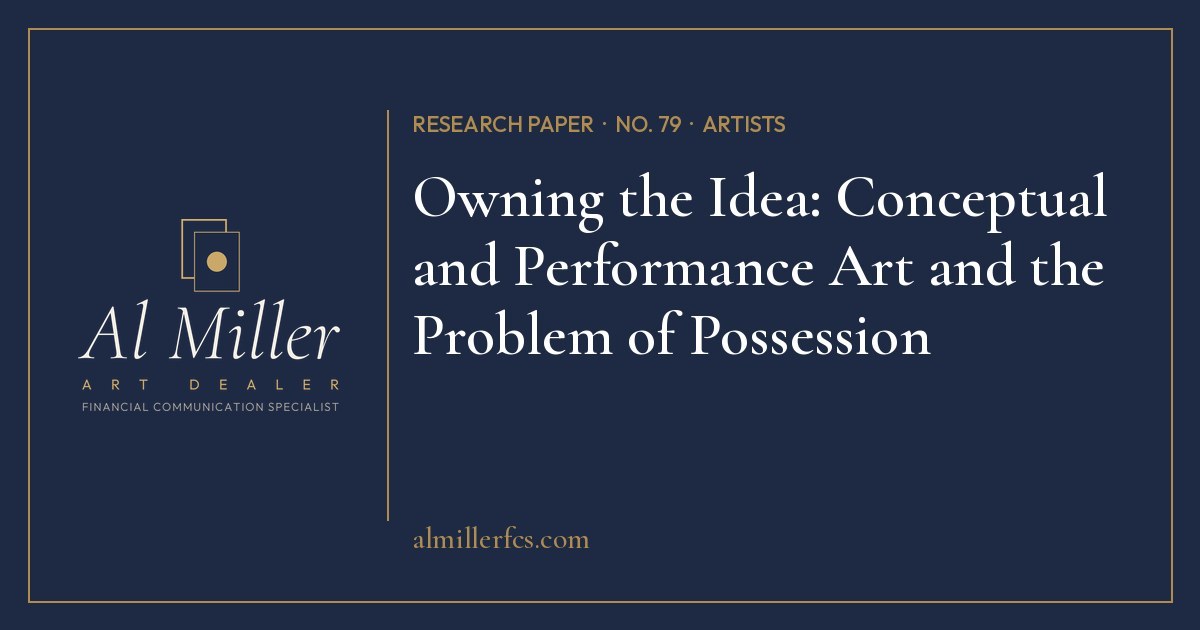 RESEARCH PAPER · NO. 79 · ARTISTS
Owning the Idea: Conceptual
and Performance Art and the
Problem of Possession
Al Miller
ART DEALER
FINANCIAL COMMUNICATION SPECIALIST
almillerfcs.com